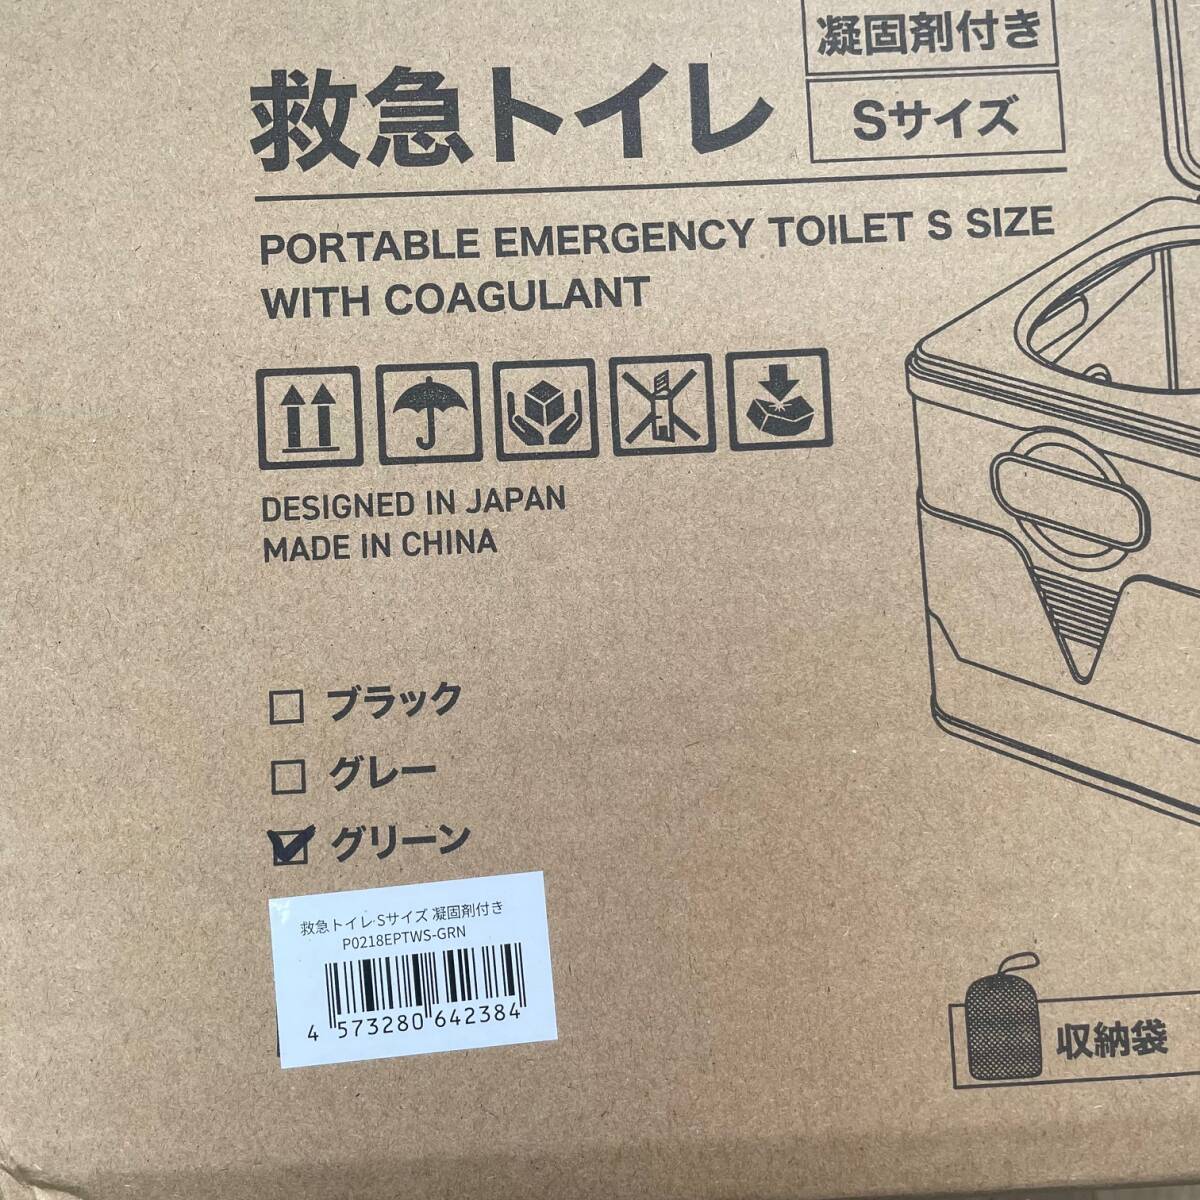 凝固剤付き
救急トイレ
Sサイズ
PORTABLE EMERGENCY TOILET S SIZE
WITH COAGULANT
DESIGNED IN JAPAN
MADE IN CHINA
ブラック
グレー
グリーン
救急トイレ·Sサイズ 凝固剤付き
P0218EPTWS-GRN
4 573280 642384
収納袋